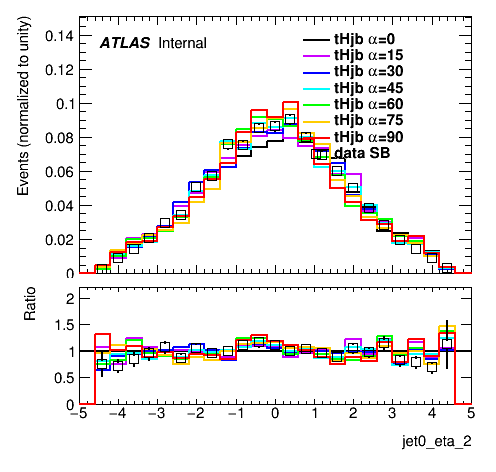 Events (normalized to unity)
0.14
0.12
0.1
0.08
0.06
0.04
0.02
0
ATLAS Internal
tHjb α=0
tHjb α=15
tHjb α=30
tHjb α=45
tHjb α=60
tHjb α=75
tHjb α=90
data SB
Ratio
2
1.5
1
0.5
0
−5 −4 −3 −2 −1 0 1 2 3 4 5
jet0_eta_2